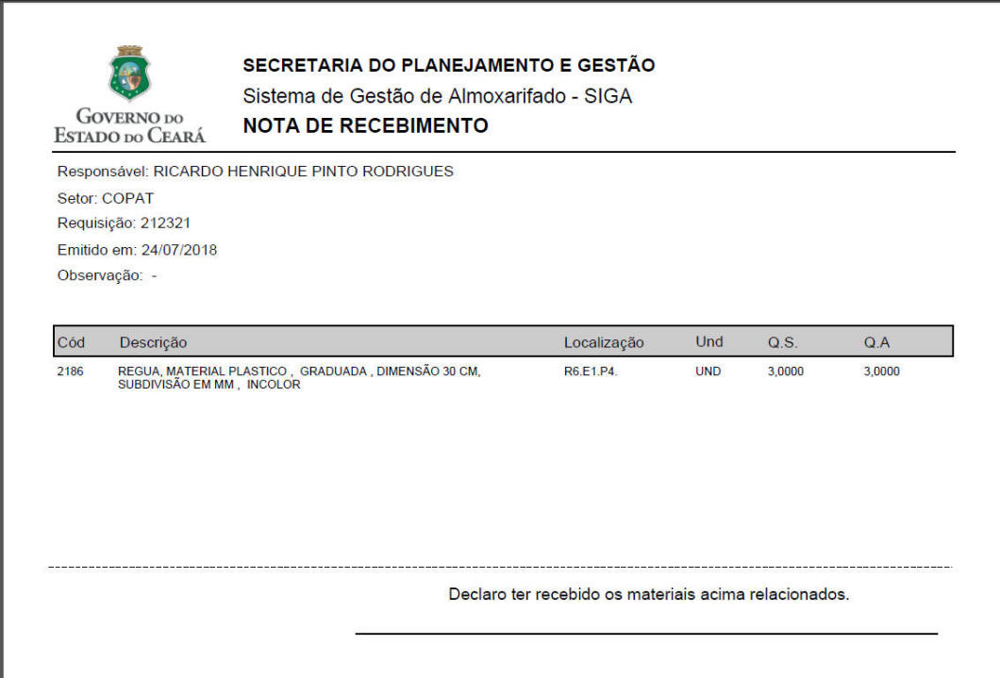 SECRETARIA DO PLANEJAMENTO E GESTÃO
Sistema de Gestão de Almoxarifado - SIGA
NOTA DE RECEBIMENTO
GOVERNO DO
ESTADO DO CEARÁ
Responsável: RICARDO HENRIQUE PINTO RODRIGUES
Setor: COPAT
Requisição: 212321
Emitido em: 24/07/2018
Observação: -
Cód Descrição Localização Und Q.S. Q.A
2186 REGUA, MATERIAL PLASTICO , GRADUADA , DIMENSÃO 30 CM, R6.E1.P4. UND 3,0000 3,0000
SUBDIVISÃO EM MM , INCOLOR
Declaro ter recebido os materiais acima relacionados.